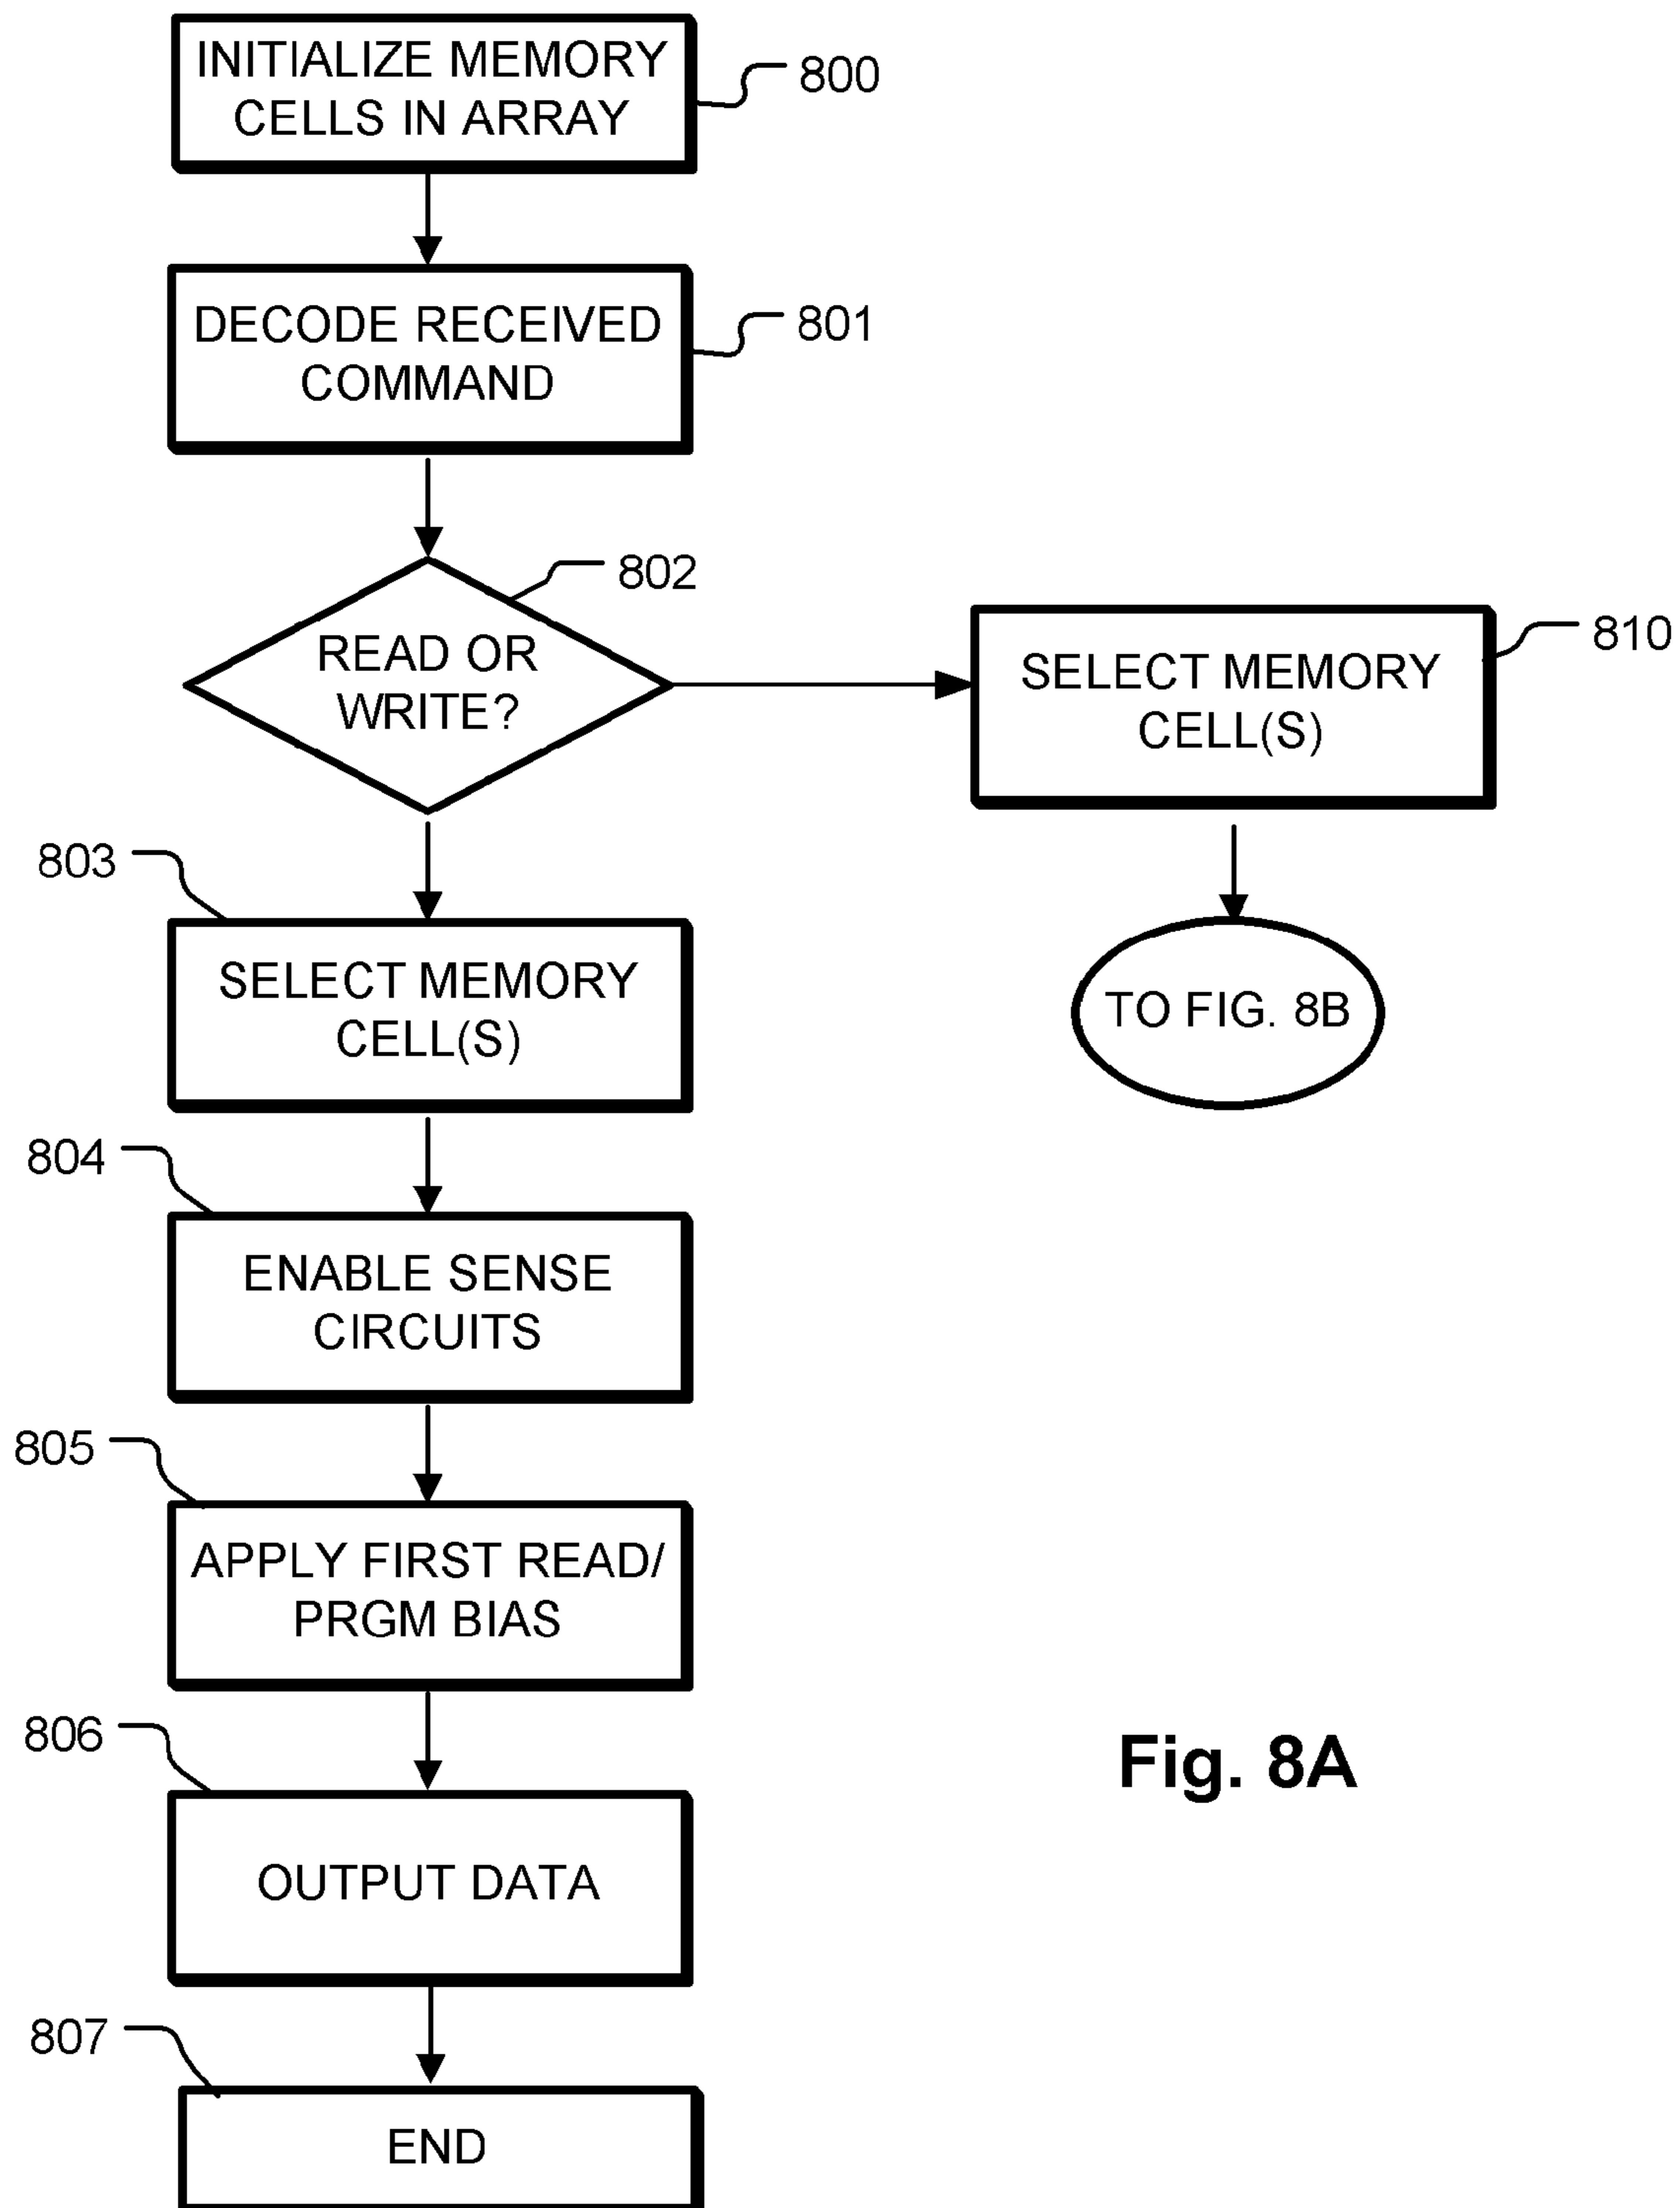 INITIALIZE MEMORY
CELLS IN ARRAY
800
DECODE RECEIVED
COMMAND
801
802
READ OR
WRITE?
810
SELECT MEMORY
CELL(S)
803
SELECT MEMORY
CELL(S)
TO FIG. 8B
804
ENABLE SENSE
CIRCUITS
805
APPLY FIRST READ/
PRGM BIAS
806
OUTPUT DATA
Fig. 8A
807
END